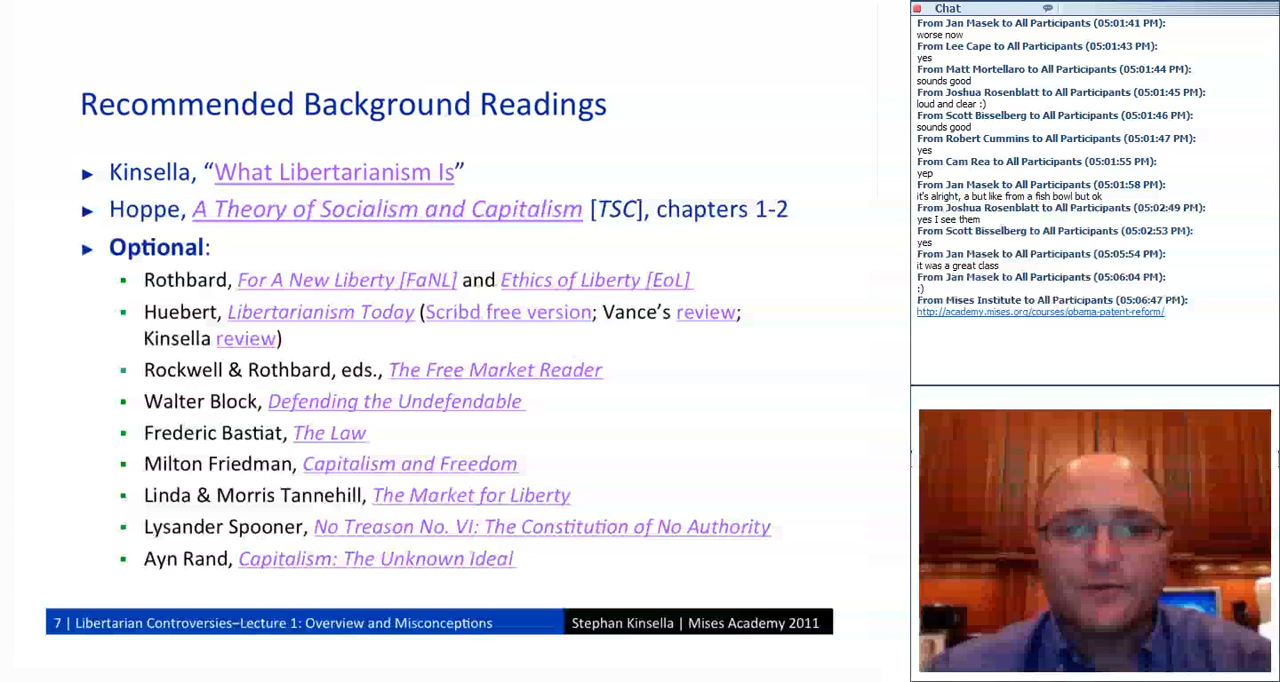 Recommended Background Readings
► Kinsella, “What Libertarianism Is”
► Hoppe, A Theory of Socialism and Capitalism [TSC], chapters 1-2
► Optional:
▪ Rothbard, For A New Liberty [FaNL] and Ethics of Liberty [EoL]
▪ Huebert, Libertarianism Today (Scribd free version; Vance’s review;
Kinsella review)
▪ Rockwell & Rothbard, eds., The Free Market Reader
▪ Walter Block, Defending the Undefendable
▪ Frederic Bastiat, The Law
▪ Milton Friedman, Capitalism and Freedom
▪ Linda & Morris Tannehill, The Market for Liberty
▪ Lysander Spooner, No Treason No. VI: The Constitution of No Authority
▪ Ayn Rand, Capitalism: The Unknown Ideal
7 | Libertarian Controversies–Lecture 1: Overview and Misconceptions
Stephan Kinsella | Mises Academy 2011
Chat
From Jan Masek to All Participants (05:01:41 PM):
worse now
From Lee Cape to All Participants (05:01:43 PM):
yes
From Matt Mortellaro to All Participants (05:01:44 PM):
sounds good
From Joshua Rosenblatt to All Participants (05:01:45 PM):
loud and clear :)
From Scott Bisselberg to All Participants (05:01:46 PM):
sounds good
From Robert Cummins to All Participants (05:01:47 PM):
yes
From Cam Rea to All Participants (05:01:55 PM):
yep
From Jan Masek to All Participants (05:01:58 PM):
it's alright, a but like from a fish bowl but ok
From Joshua Rosenblatt to All Participants (05:02:49 PM):
yes I see them
From Scott Bisselberg to All Participants (05:02:53 PM):
yes
From Jan Masek to All Participants (05:05:54 PM):
it was a great class
From Jan Masek to All Participants (05:06:04 PM):
:)
From Mises Institute to All Participants (05:06:47 PM):
http://academy.mises.org/courses/obama-patent-reform/